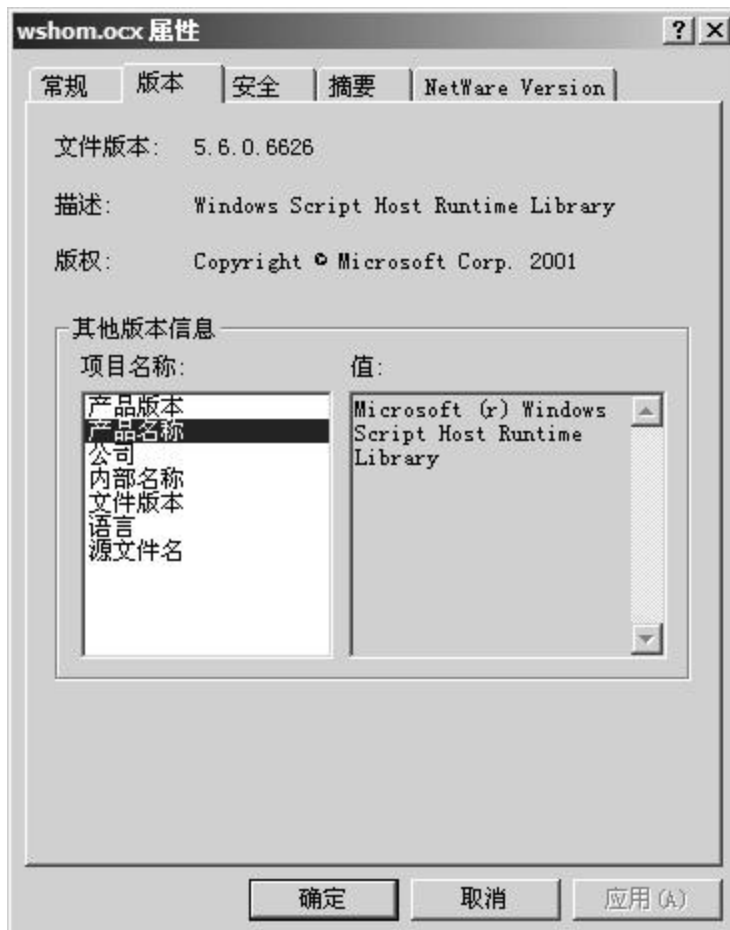 wshom.ocx 属性
常规 版本 安全 摘要 NetWare Version
文件版本: 5.6.0.6626
描述: Windows Script Host Runtime Library
版权: Copyright © Microsoft Corp. 2001
其他版本信息
项目名称: 值:
产品版本
产品名称
公司
内部名称
文件版本
语言
源文件名
Microsoft (r) Windows
Script Host Runtime
Library
确定 取消 应用(A)